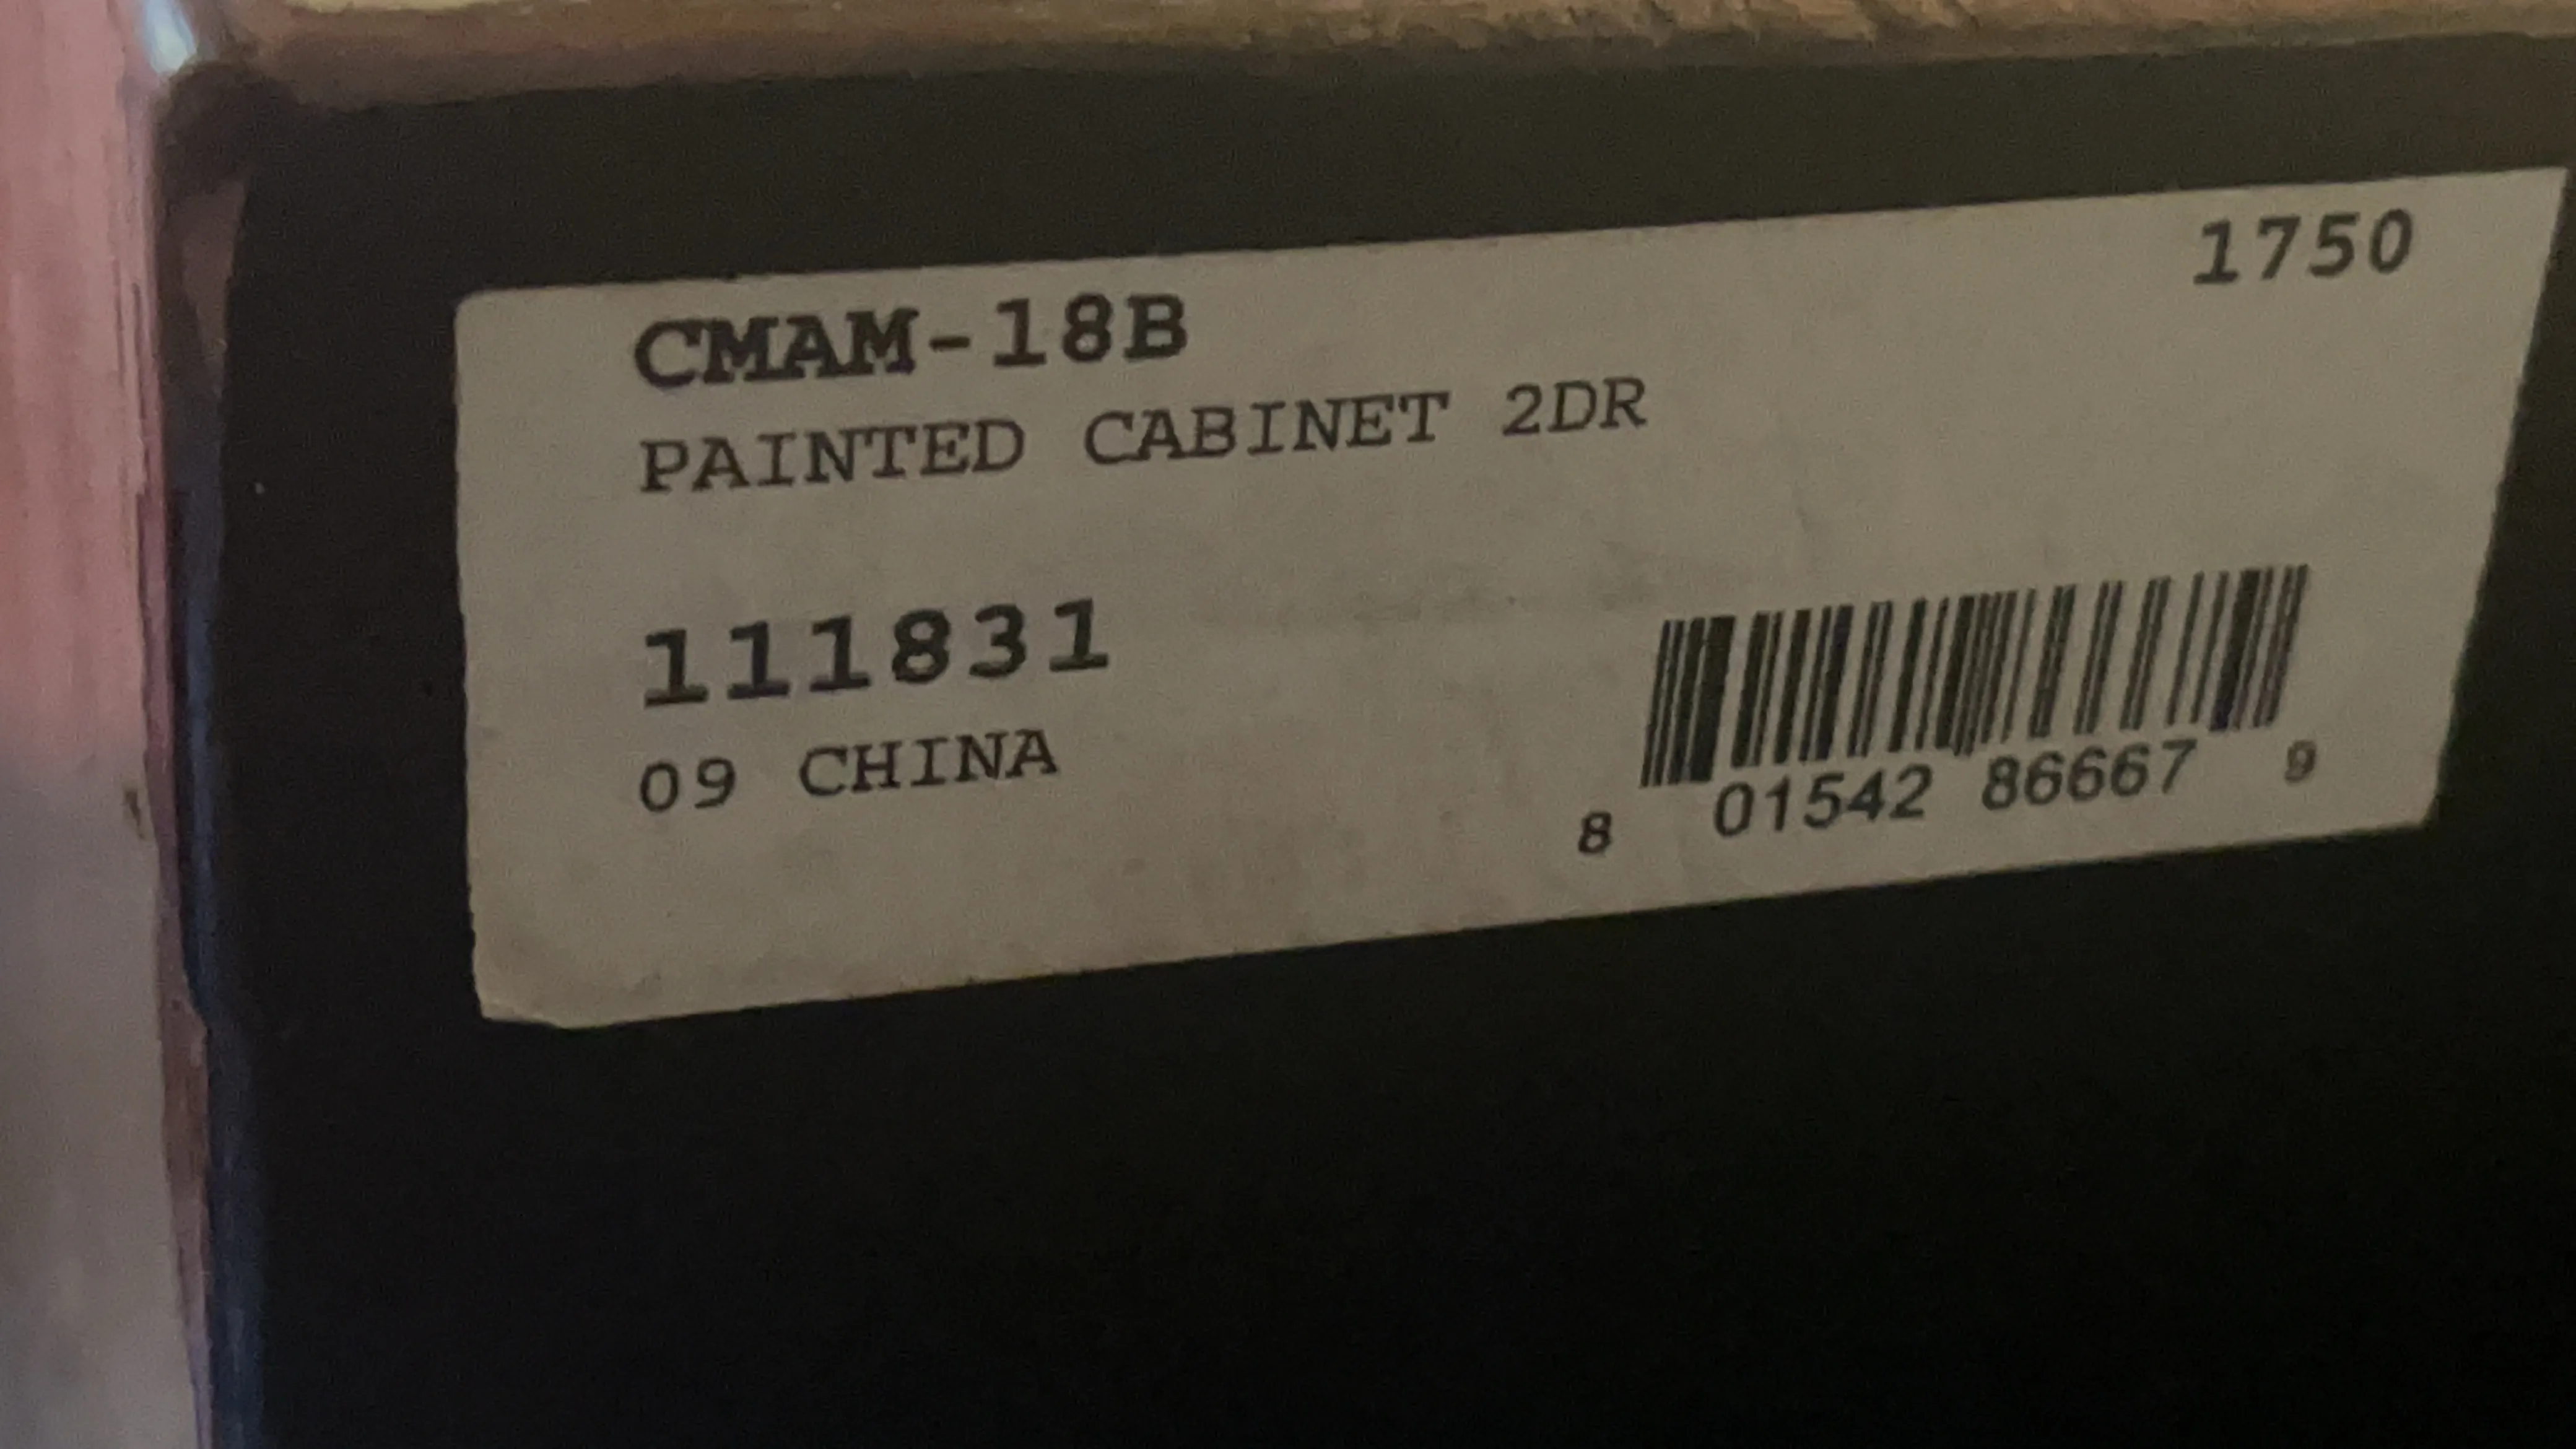 1750
CMAM-18B
PAINTED CABINET 2DR
111831
09 CHINA
8 01542 86667 9